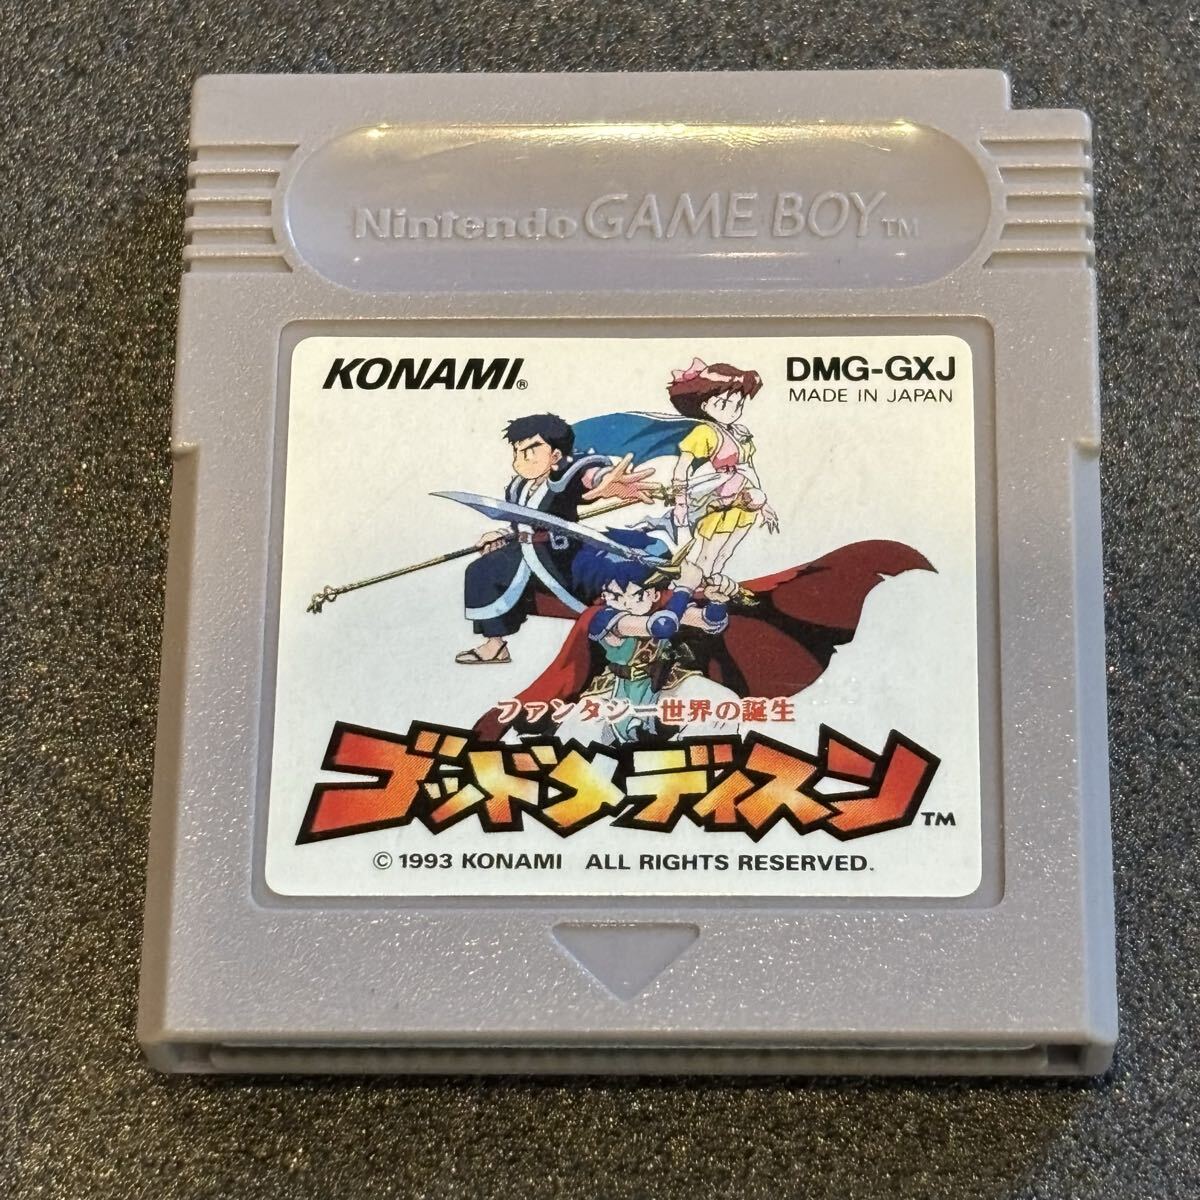 Nintendo GAME BOY™
KONAMI®
DMG-GXJ
MADE IN JAPAN
ファンタジー世界の誕生
ゴッドメディスン™
© 1993 KONAMI ALL RIGHTS RESERVED.